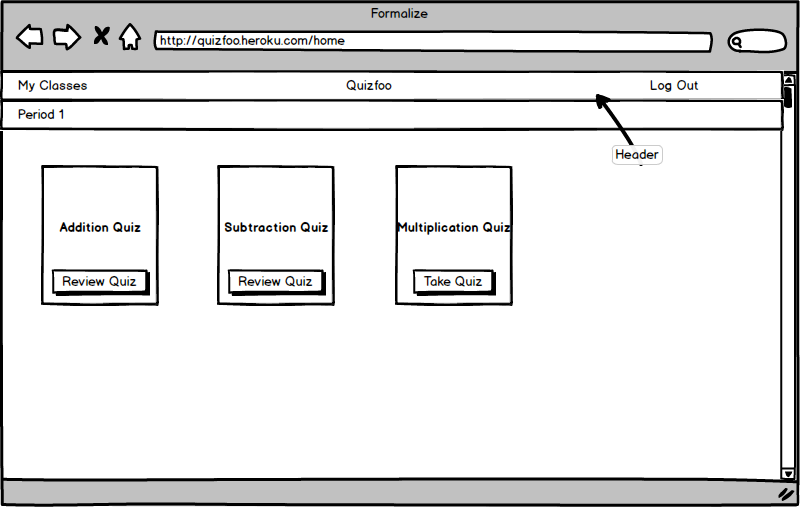 Formalize
http://quizfoo.heroku.com/home
My Classes Quizfoo Log Out
Period 1
Header
Addition Quiz Subtraction Quiz Multiplication Quiz
Review Quiz Review Quiz Take Quiz